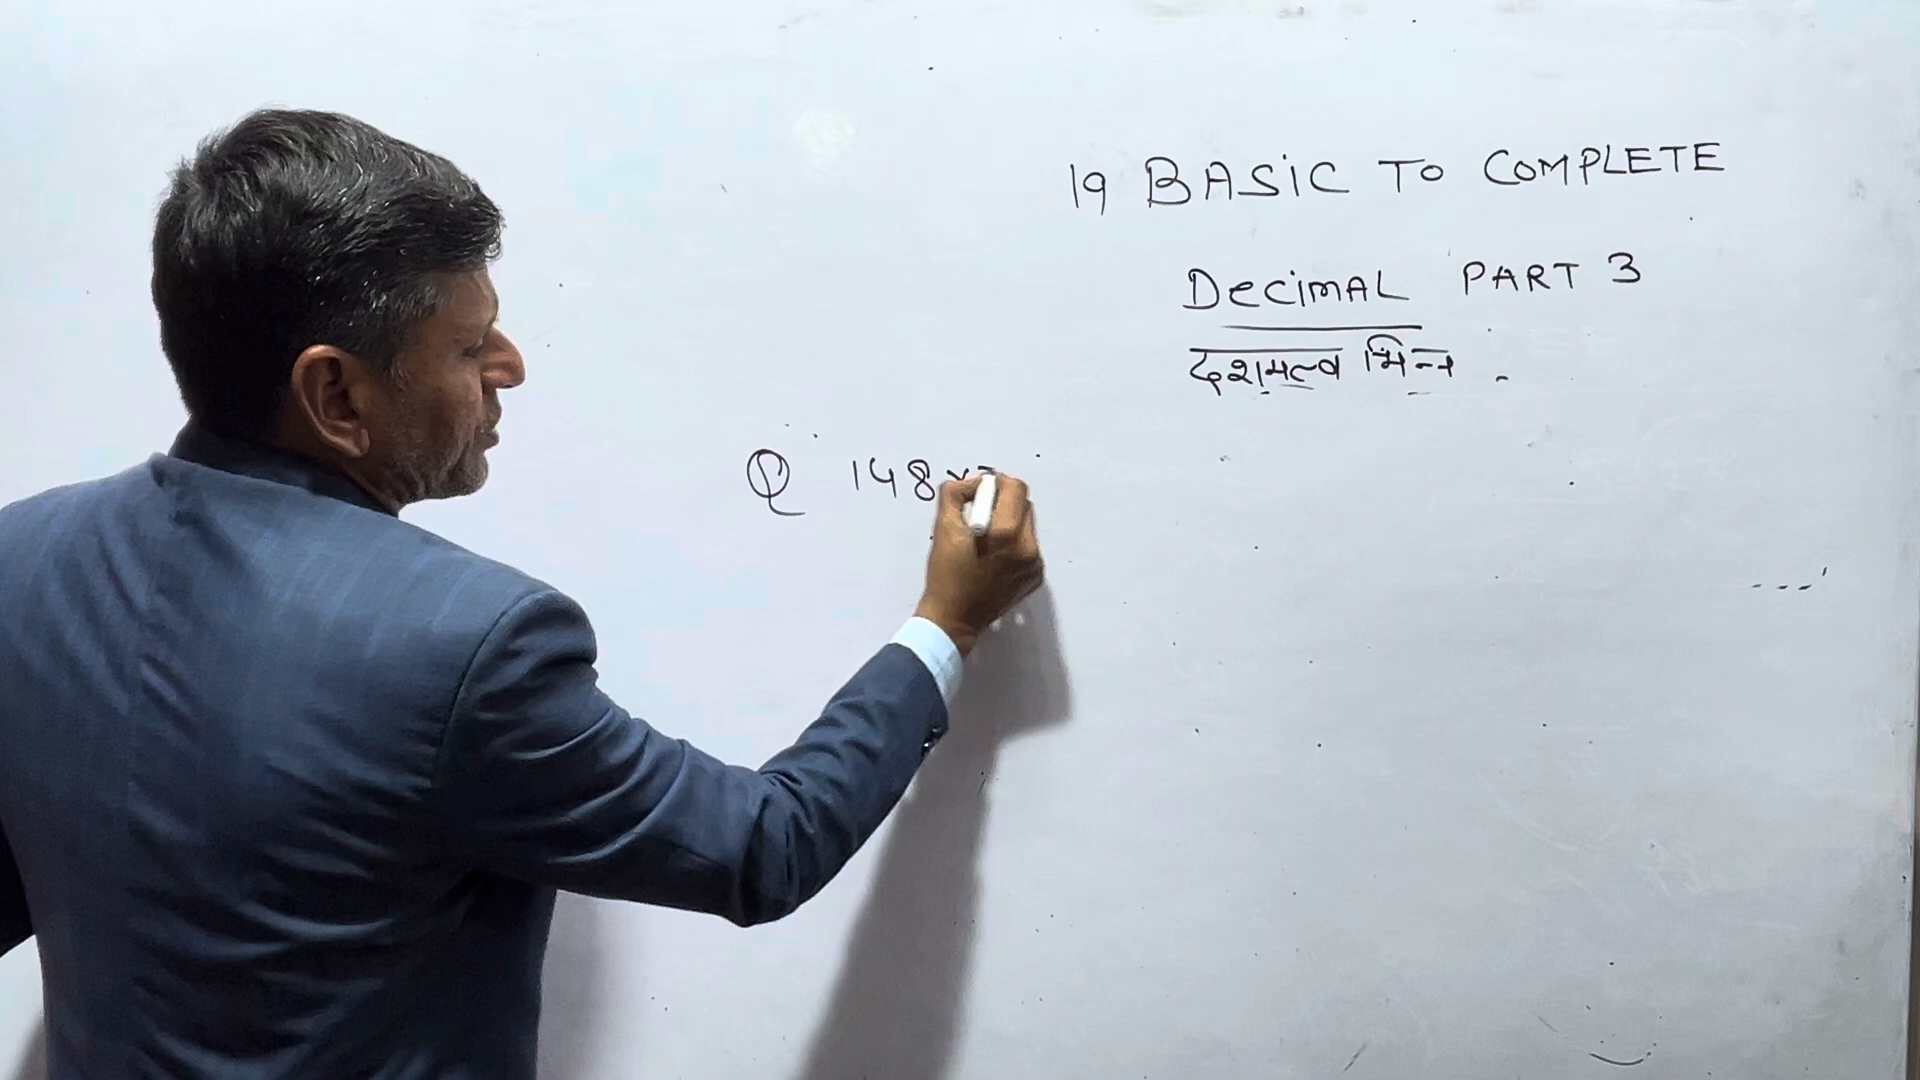 19 BASIC TO COMPLETE
DECIMAL PART 3
दशमलव भिन्न
Q 148×